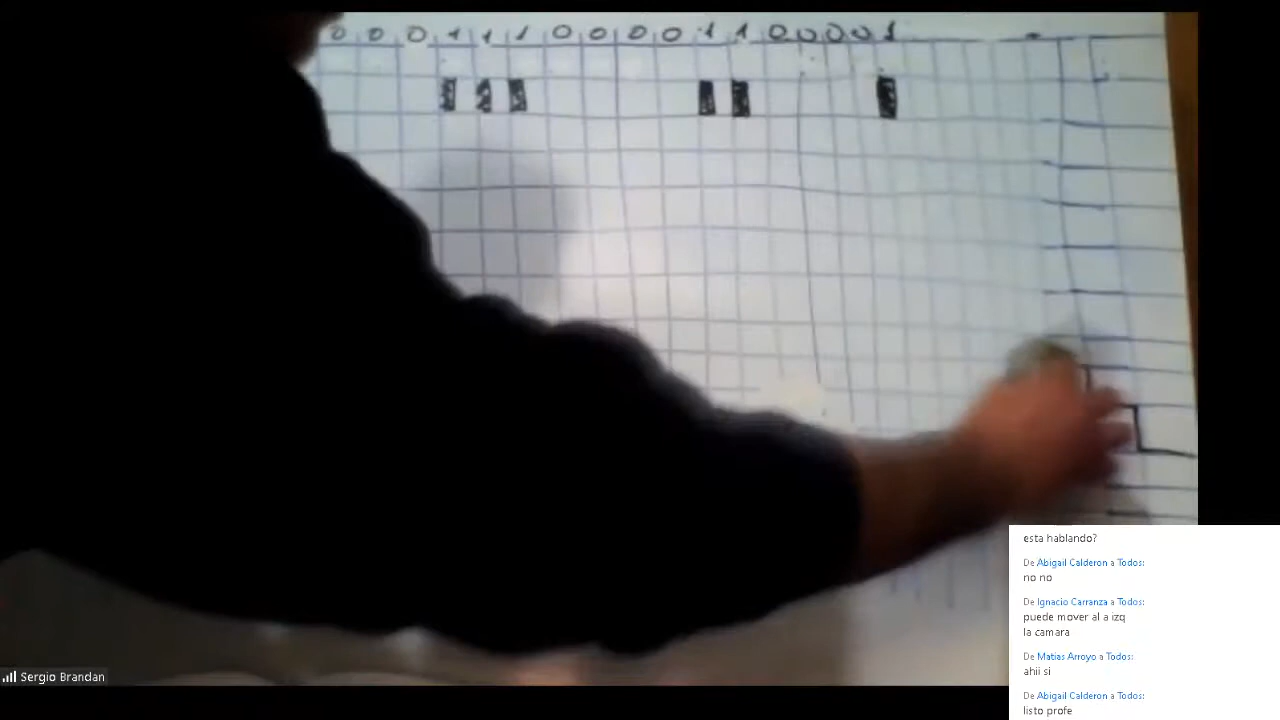 0 0 0 1 1 1 0 0 0 0 1 1 0 0 0 0 1
esta hablando?
De Abigail Calderon a Todos:
no no
De Ignacio Carranza a Todos:
puede mover al a izq
la camara
De Matias Arroyo a Todos:
ahii si
De Abigail Calderon a Todos:
listo profe
Sergio Brandan